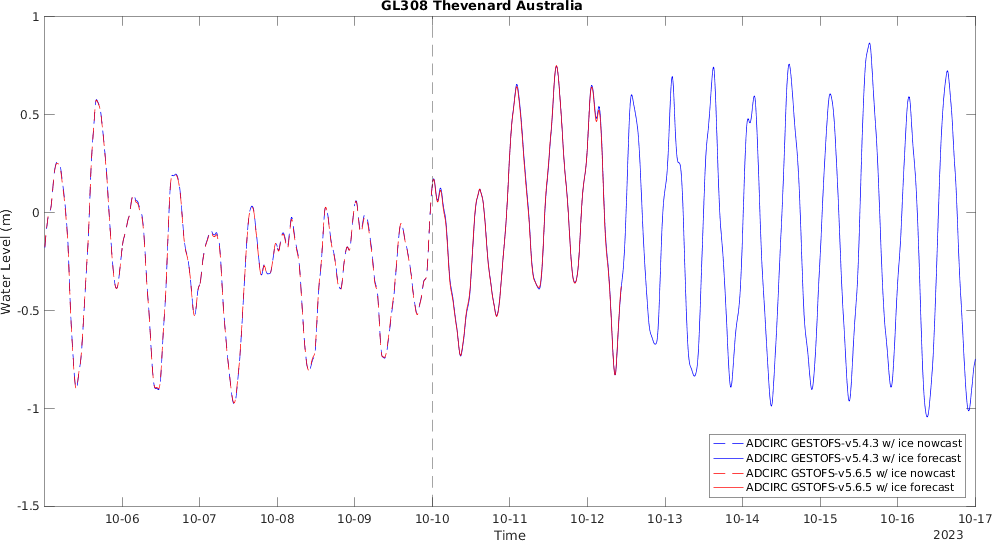 GL308 Thevenard Australia
1
0.5
0
-0.5
-1
-1.5
Water Level (m)
ADCIRC GESTOFS-v5.4.3 w/ ice nowcast
ADCIRC GESTOFS-v5.4.3 w/ ice forecast
ADCIRC GSTOFS-v5.6.5 w/ ice nowcast
ADCIRC GSTOFS-v5.6.5 w/ ice forecast
10-06 10-07 10-08 10-09 10-10 10-11 10-12 10-13 10-14 10-15 10-16 10-17
Time
2023